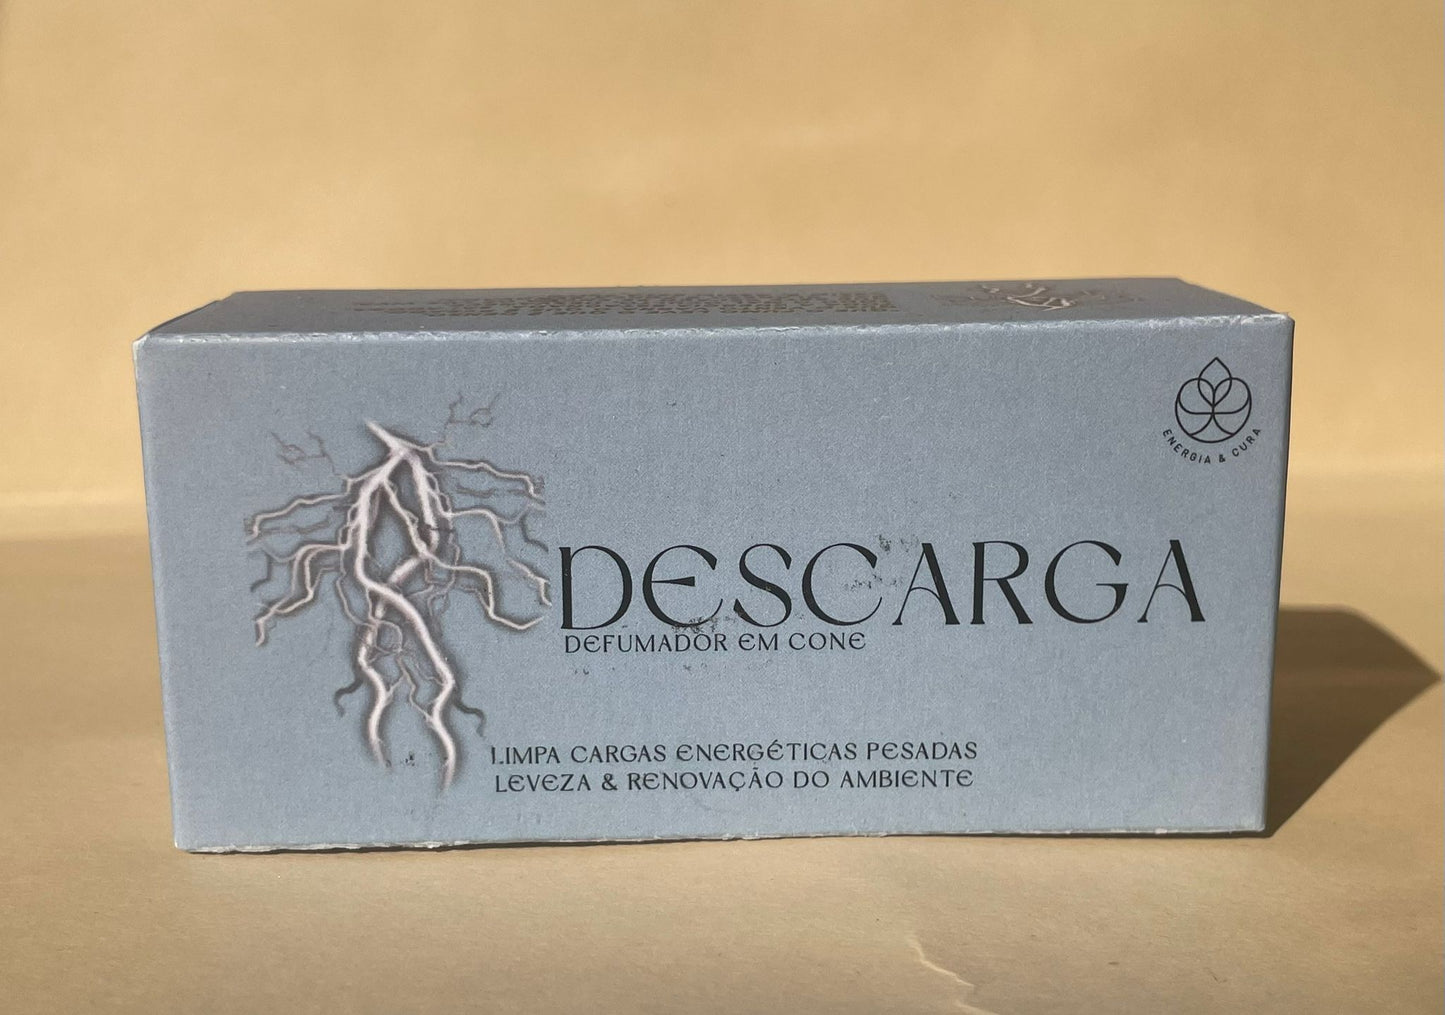 ENERGIA & CURA
DESCARGA
DEFUMADOR EM CONE
LIMPA CARGAS ENERGÉTICAS PESADAS
LEVEZA & RENOVAÇÃO DO AMBIENTE